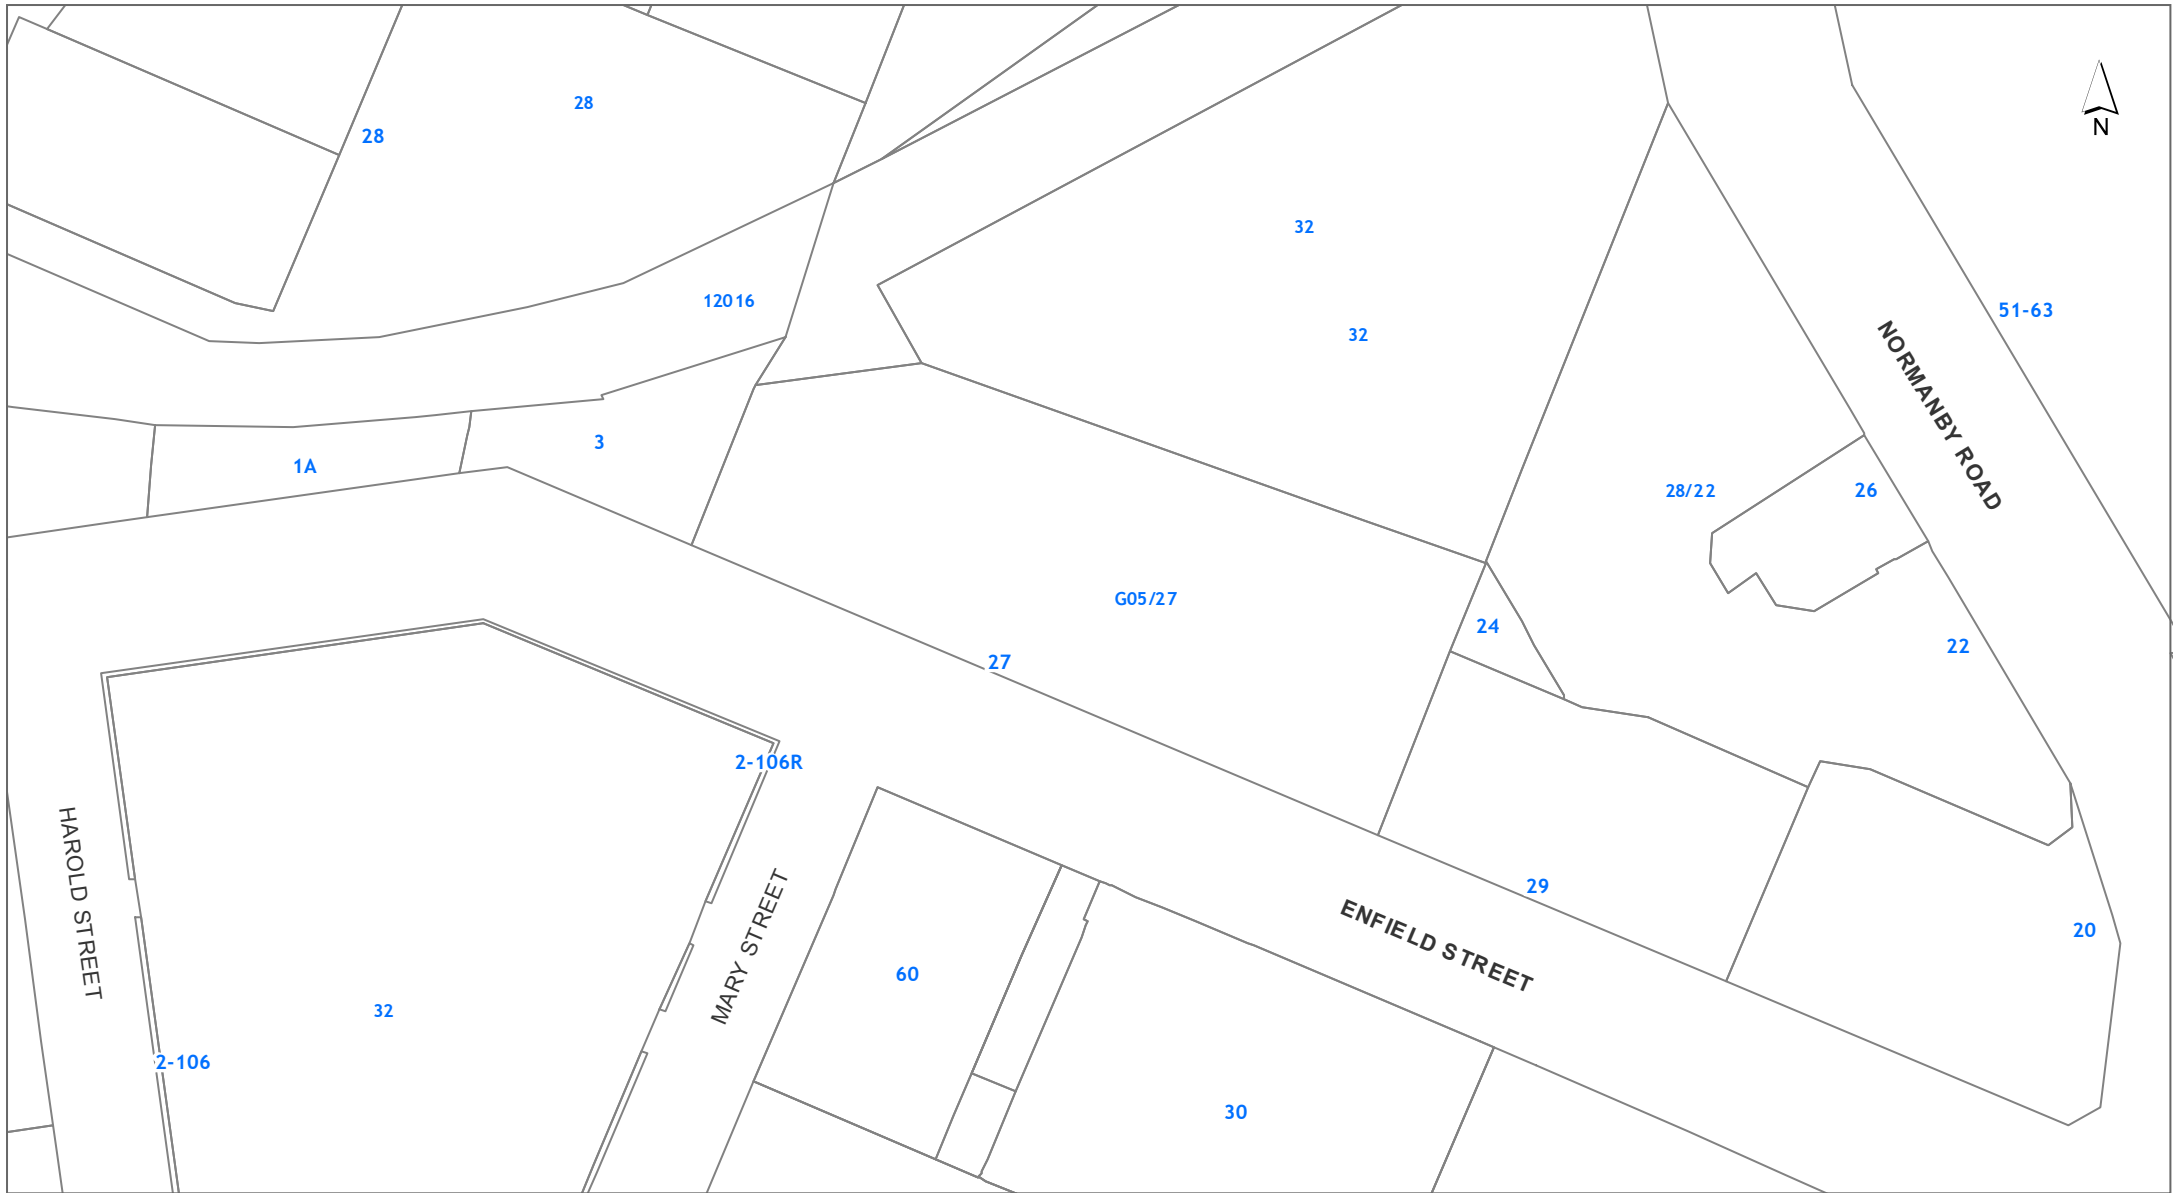 28
28
N
32
12016
51-63
32
NORMANBY ROAD
3
1A
28/22
26
G05/27
24
22
27
2-106R
HAROLD STREET
MARY STREET
29
ENFIELD STREET
20
60
32
2-106
30